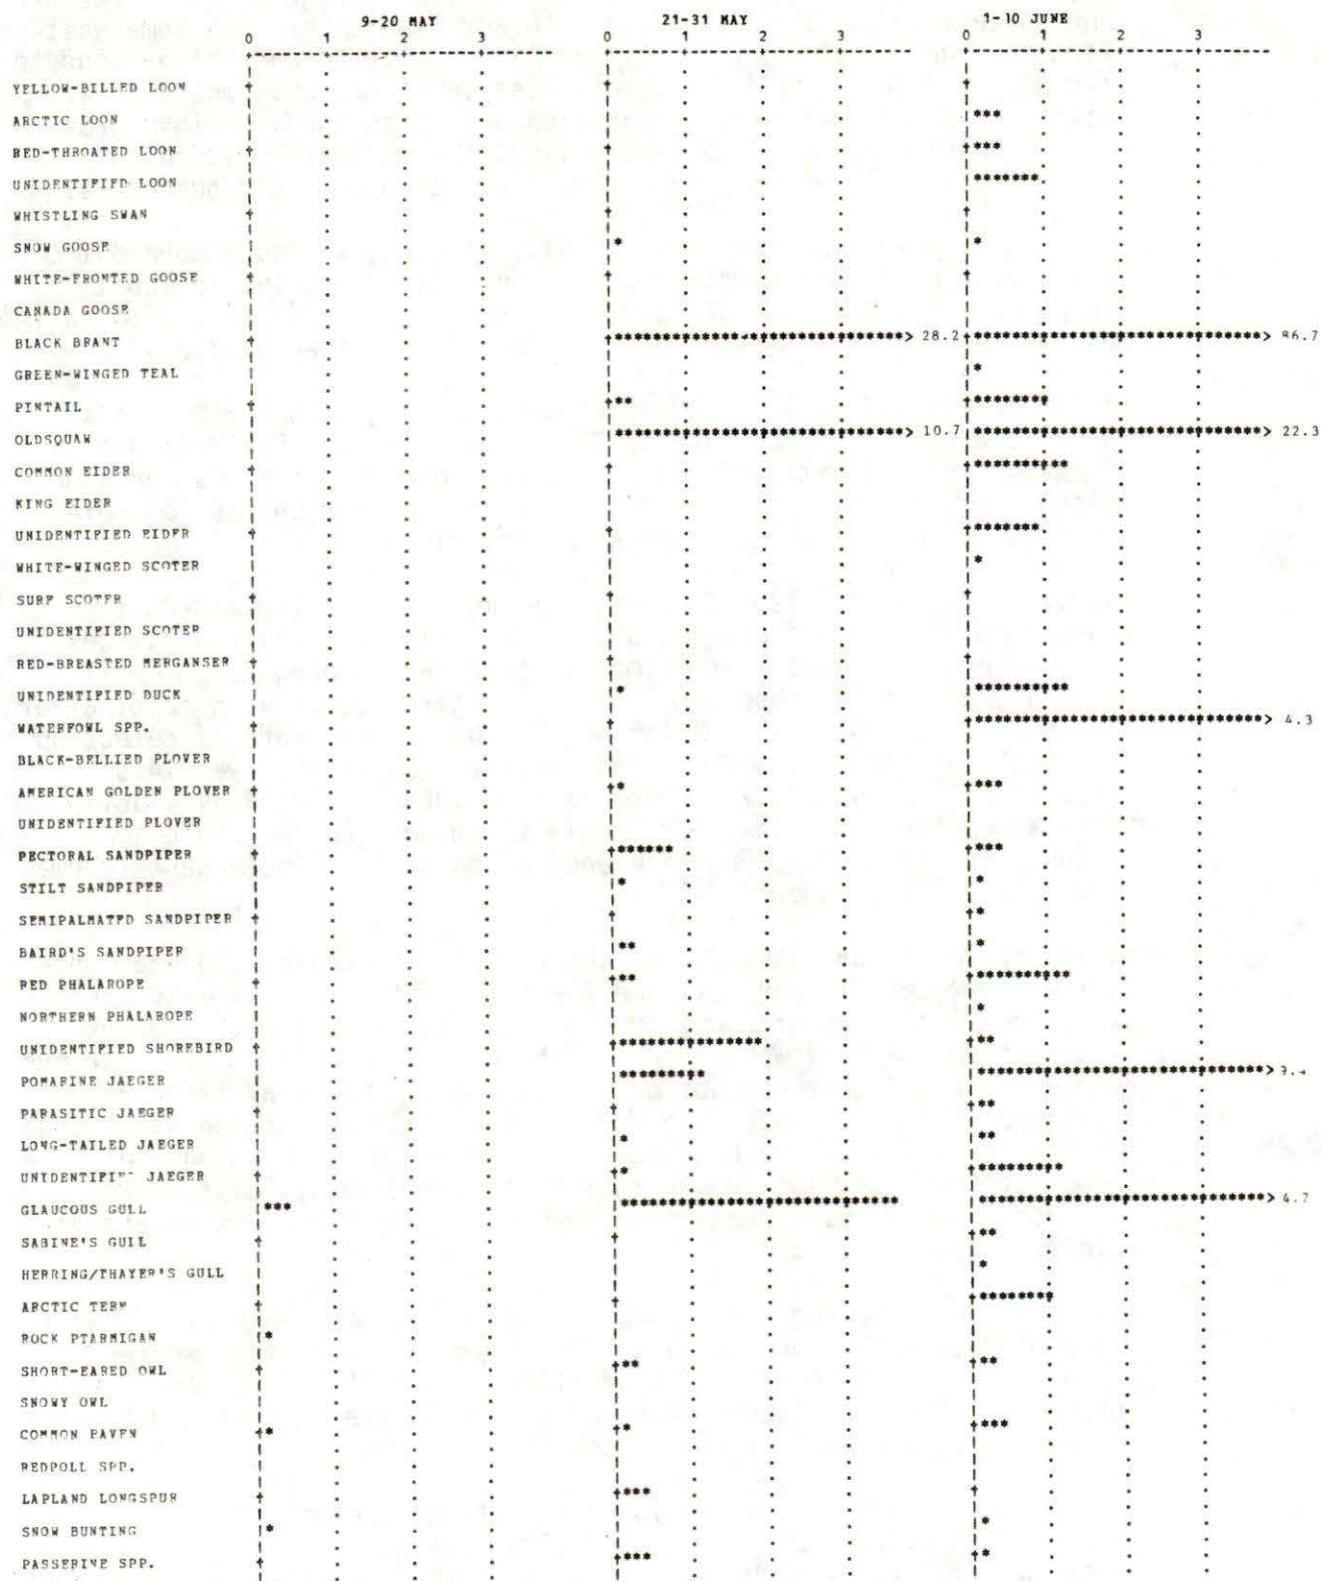 9-20 MAY 21-31 MAY 1-10 JUNE
0 1 2 3 0 1 2 3 0 1 2 3
YELLOW-BILLED LOON
ARCTIC LOON ***
RED-THROATED LOON ***
UNIDENTIFIED LOON *******
WHISTLING SWAN
SNOW GOOSE * *
WHITE-FRONTED GOOSE
CANADA GOOSE
BLACK BRANT > 28.2 > 86.7
GREEN-WINGED TEAL *
PINTAIL ** ********
OLDSQUAW > 10.7 > 22.3
COMMON EIDER **********
KING EIDER
UNIDENTIFIED EIDER *******
WHITE-WINGED SCOTER *
SURF SCOTER
UNIDENTIFIED SCOTER
RED-BREASTED MERGANSER
UNIDENTIFIED DUCK * **********
WATERFOWL SPP. > 4.3
BLACK-BELLIED PLOVER
AMERICAN GOLDEN PLOVER * ***
UNIDENTIFIED PLOVER
PECTORAL SANDPIPER ****** ***
STILT SANDPIPER * *
SEMIPALMATED SANDPIPER *
BAIRD'S SANDPIPER ** *
RED PHALAROPE ** **********
NORTHERN PHALAROPE *
UNIDENTIFIED SHOREBIRD *************** **
POMARINE JAEGER ********* >
PARASITIC JAEGER **
LONG-TAILED JAEGER * **
UNIDENTIFIED JAEGER * *********
GLAUCOUS GULL *** **************************** > 4.7
SABINE'S GULL **
HERRING/THAYER'S GULL *
ARCTIC TERN ********
ROCK PTARMIGAN *
SHORT-EARED OWL ** **
SNOWY OWL
COMMON RAVEN * * ***
REDPOLL SPP.
LAPLAND LONGSPUR ***
SNOW BUNTING * *
PASSERINE SPP. *** *